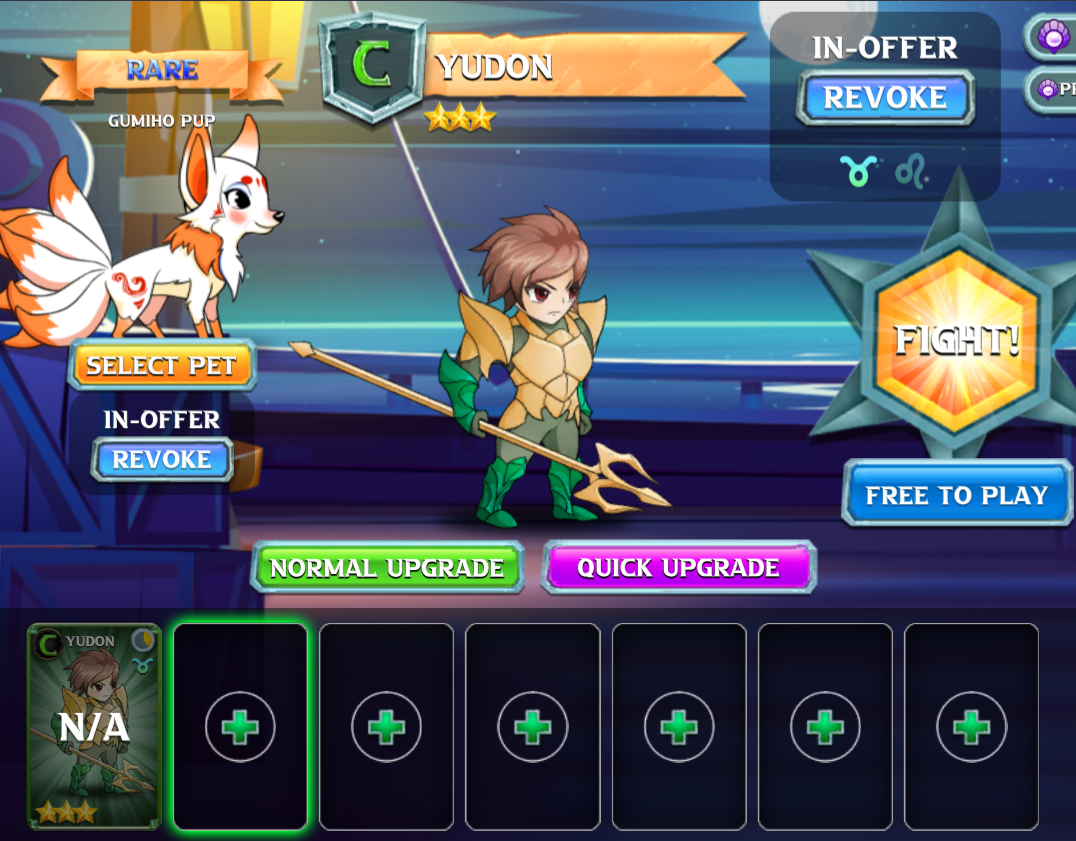 RARE
GUMIHO PUP
C
YUDON
IN-OFFER
REVOKE
SELECT PET
IN-OFFER
REVOKE
FIGHT!
FREE TO PLAY
NORMAL UPGRADE
QUICK UPGRADE
C
YUDON
N/A